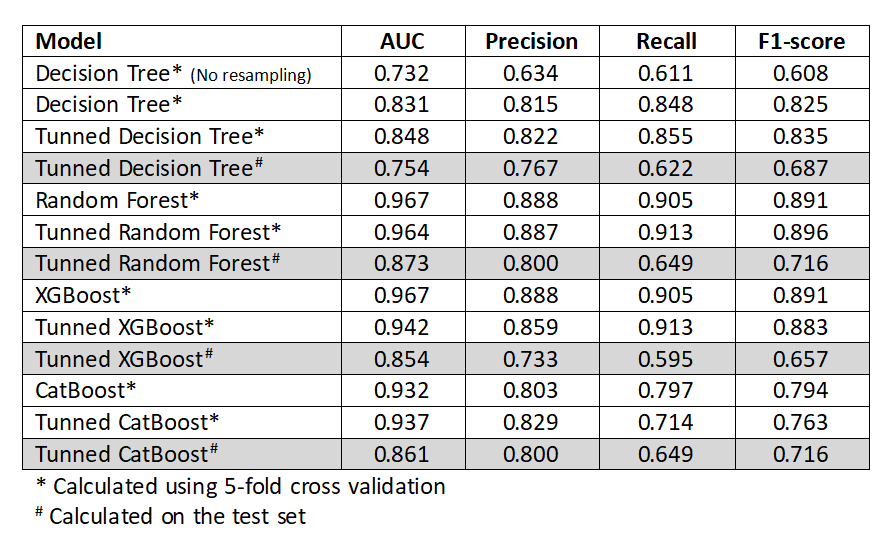 Model AUC Precision Recall F1-score
Decision Tree* (No resampling) 0.732 0.634 0.611 0.608
Decision Tree* 0.831 0.815 0.848 0.825
Tunned Decision Tree* 0.848 0.822 0.855 0.835
Tunned Decision Tree# 0.754 0.767 0.622 0.687
Random Forest* 0.967 0.888 0.905 0.891
Tunned Random Forest* 0.964 0.887 0.913 0.896
Tunned Random Forest# 0.873 0.800 0.649 0.716
XGBoost* 0.967 0.888 0.905 0.891
Tunned XGBoost* 0.942 0.859 0.913 0.883
Tunned XGBoost# 0.854 0.733 0.595 0.657
CatBoost* 0.932 0.803 0.797 0.794
Tunned CatBoost* 0.937 0.829 0.714 0.763
Tunned CatBoost# 0.861 0.800 0.649 0.716
* Calculated using 5-fold cross validation
# Calculated on the test set